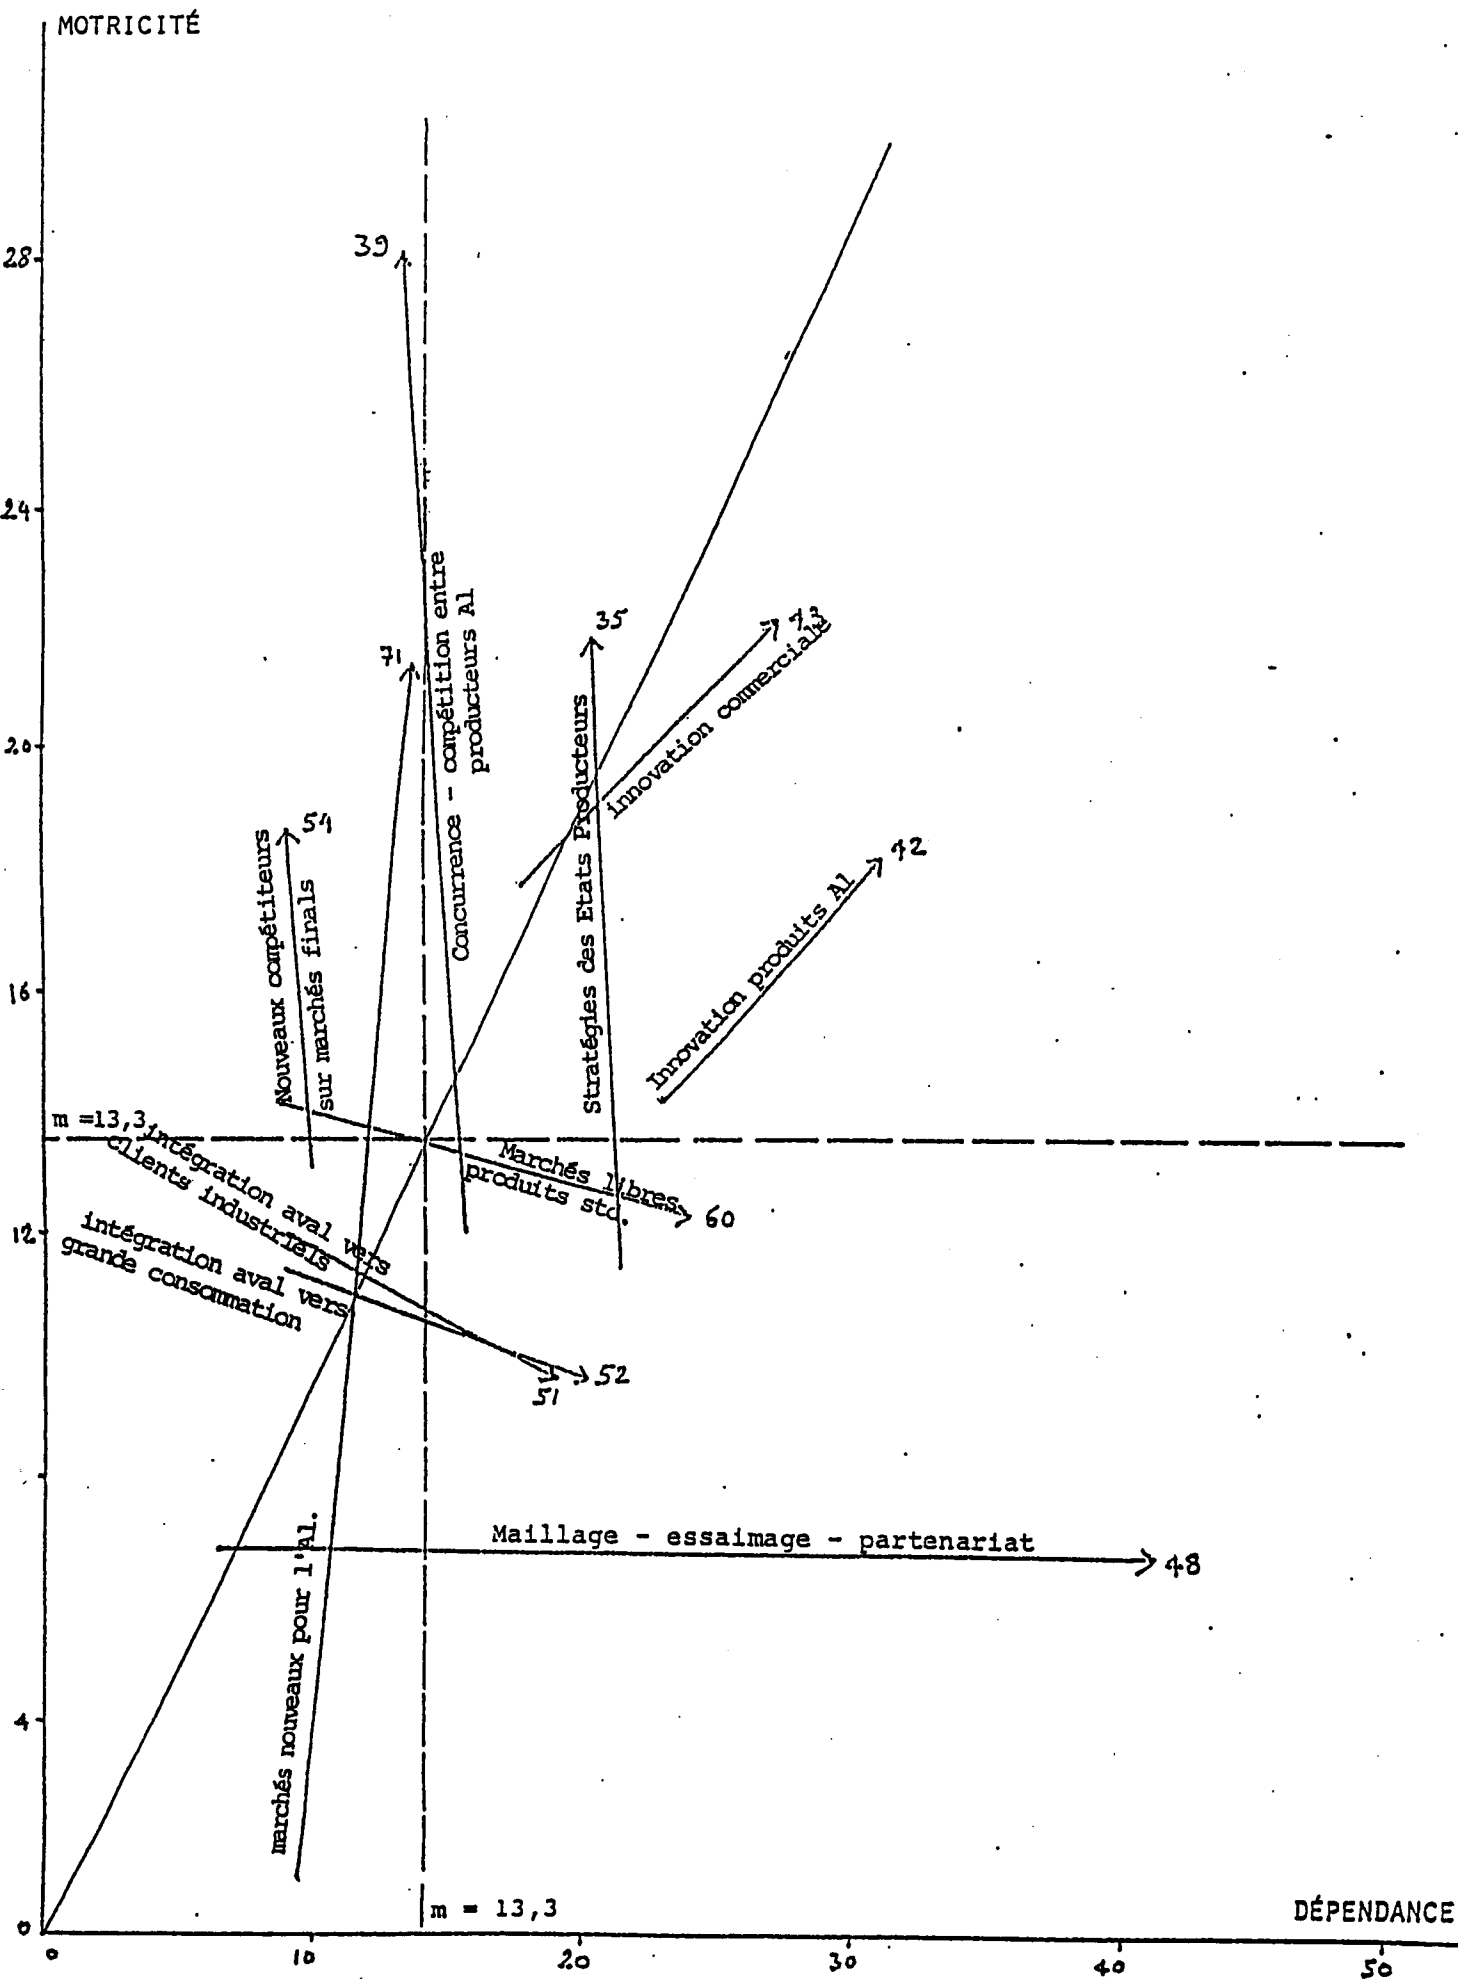 MOTRICITÉ
39
28
24
Concurrence - compétition entre
producteurs Al
35
73
innovation commerciale
71
20
Stratégies des Etats Producteurs
54
Nouveaux compétiteurs
sur marchés finals
42
Innovation produits Al
16
m =13,3
intégration aval vers
Clients industriels
Marchés libres
produits std.
60
12
intégration aval vers
grande consommation
52
51
Maillage - essaimage - partenariat
48
marchés nouveaux pour l'Al.
4
m = 13,3
DÉPENDANCE
0
0
10
20
30
40
50